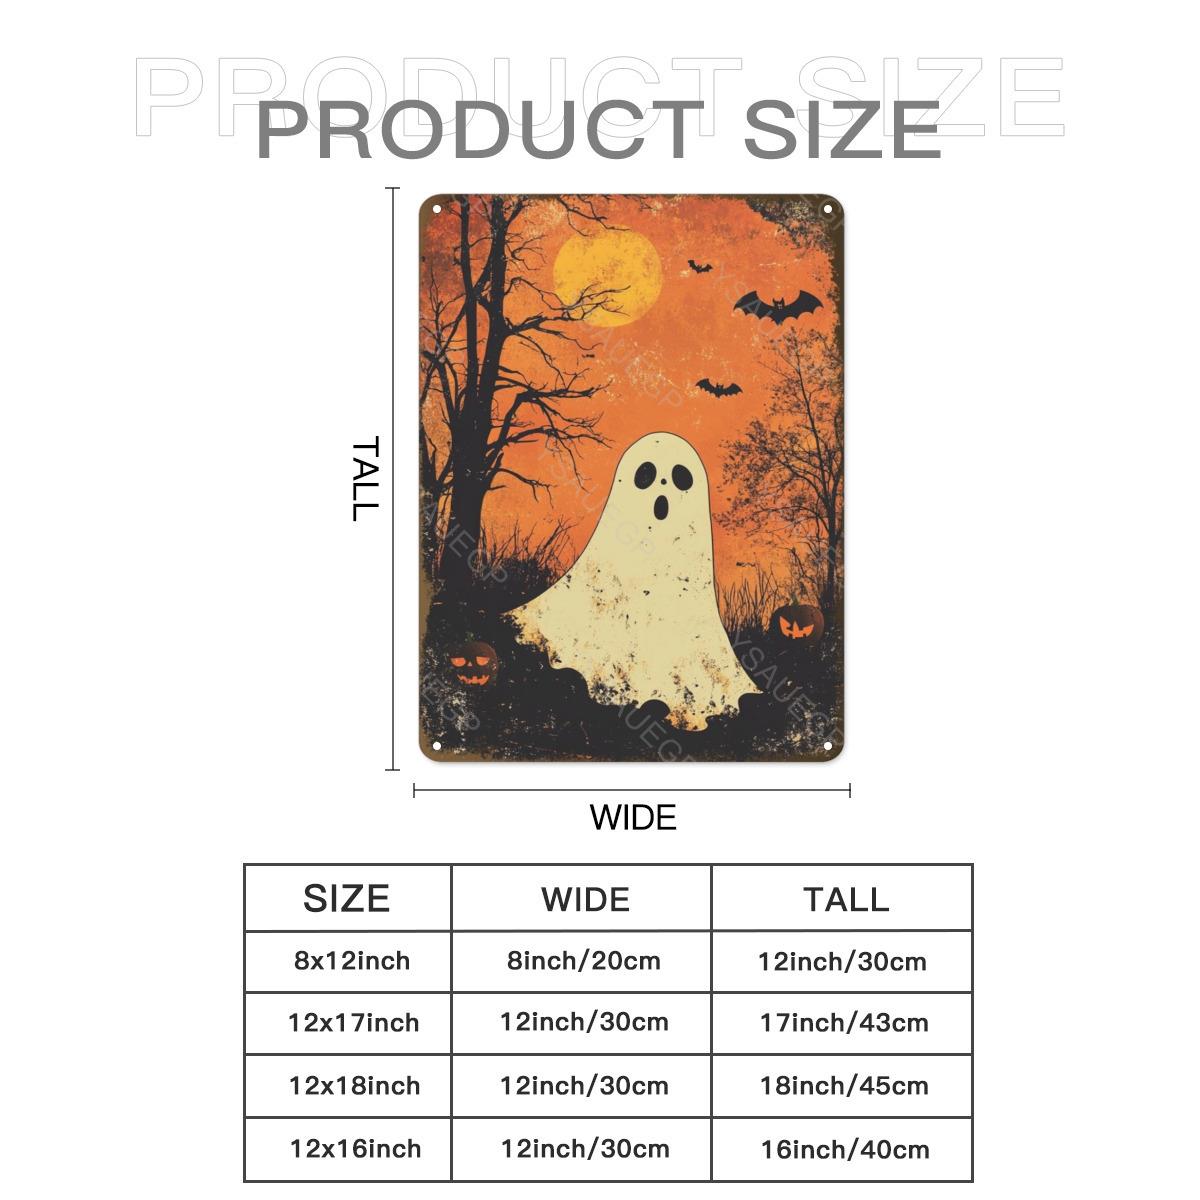 PRODUCT SIZE
PRODUCT SIZE
TALL
XYSAUEGP
WIDE
SIZE WIDE TALL
8x12inch 8inch/20cm 12inch/30cm
12x17inch 12inch/30cm 17inch/43cm
12x18inch 12inch/30cm 18inch/45cm
12x16inch 12inch/30cm 16inch/40cm